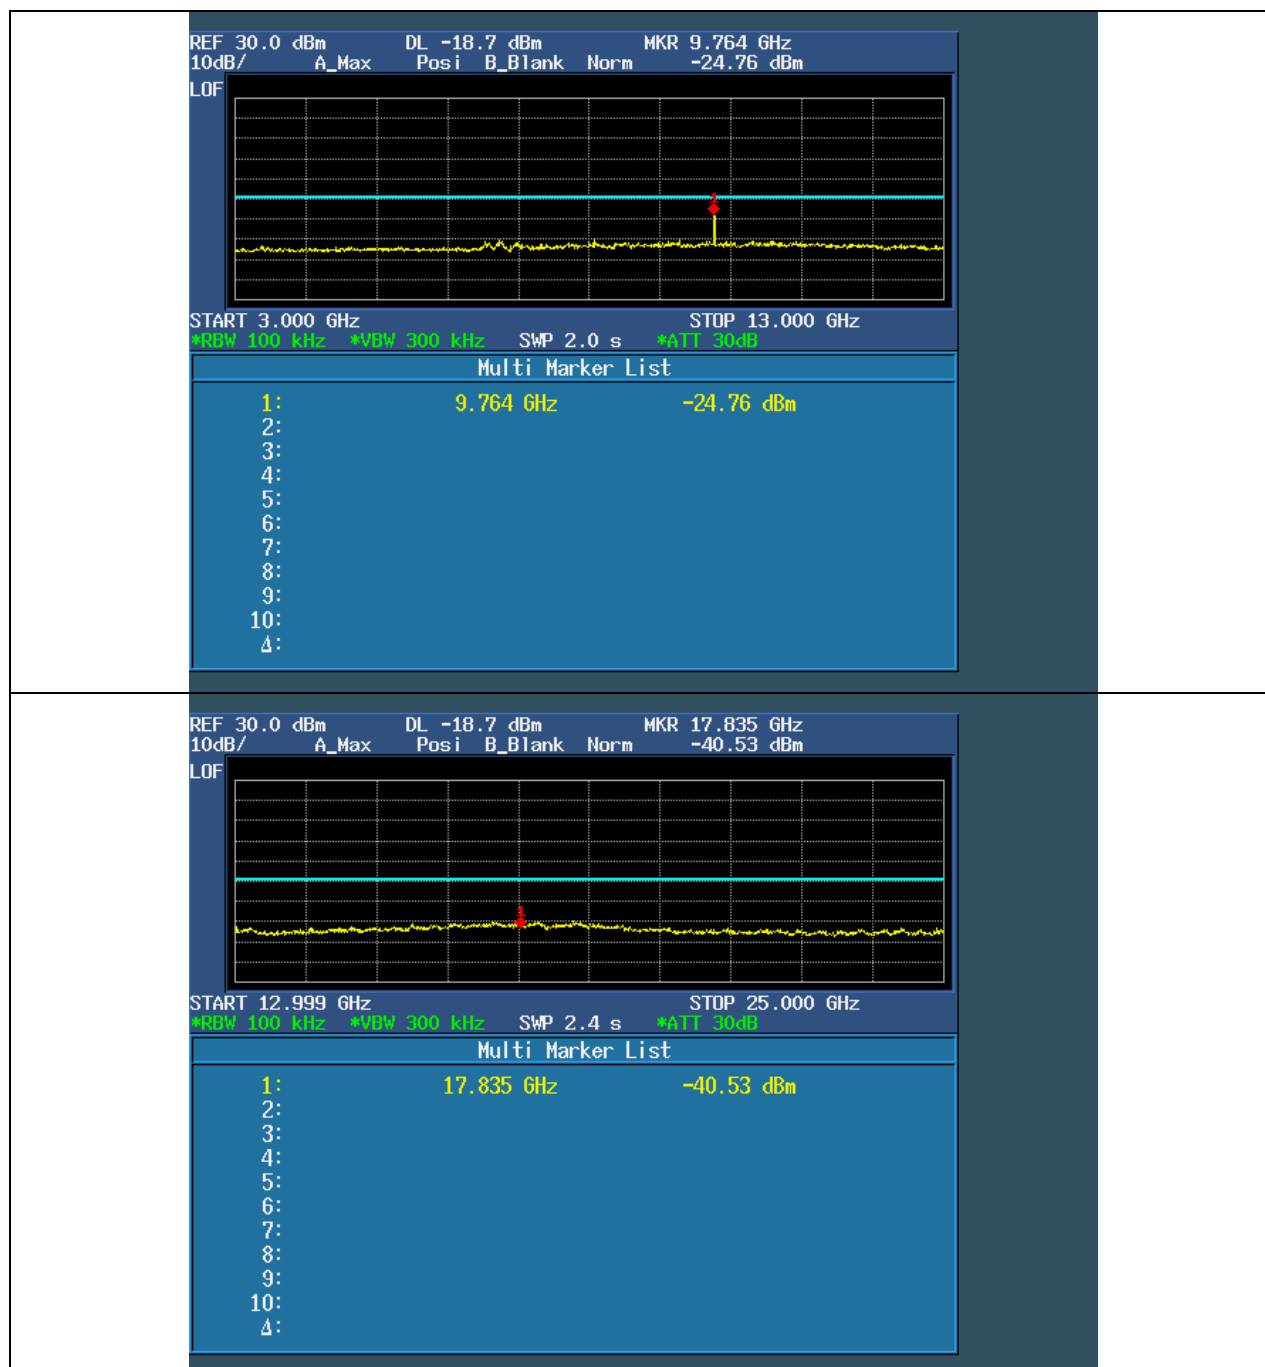 REF 30.0 dBm DL -18.7 dBm MKR 9.764 GHz
10dB/ A_Max Posi B_Blank Norm -24.76 dBm
LOF
1
START 3.000 GHz STOP 13.000 GHz
*RBW 100 kHz *VBW 300 kHz SWP 2.0 s *ATT 30dB
Multi Marker List
1: 9.764 GHz -24.76 dBm
2:
3:
4:
5:
6:
7:
8:
9:
10:
Δ:
REF 30.0 dBm DL -18.7 dBm MKR 17.835 GHz
10dB/ A_Max Posi B_Blank Norm -40.53 dBm
LOF
1
START 12.999 GHz STOP 25.000 GHz
*RBW 100 kHz *VBW 300 kHz SWP 2.4 s *ATT 30dB
Multi Marker List
1: 17.835 GHz -40.53 dBm
2:
3:
4:
5:
6:
7:
8:
9:
10:
Δ: